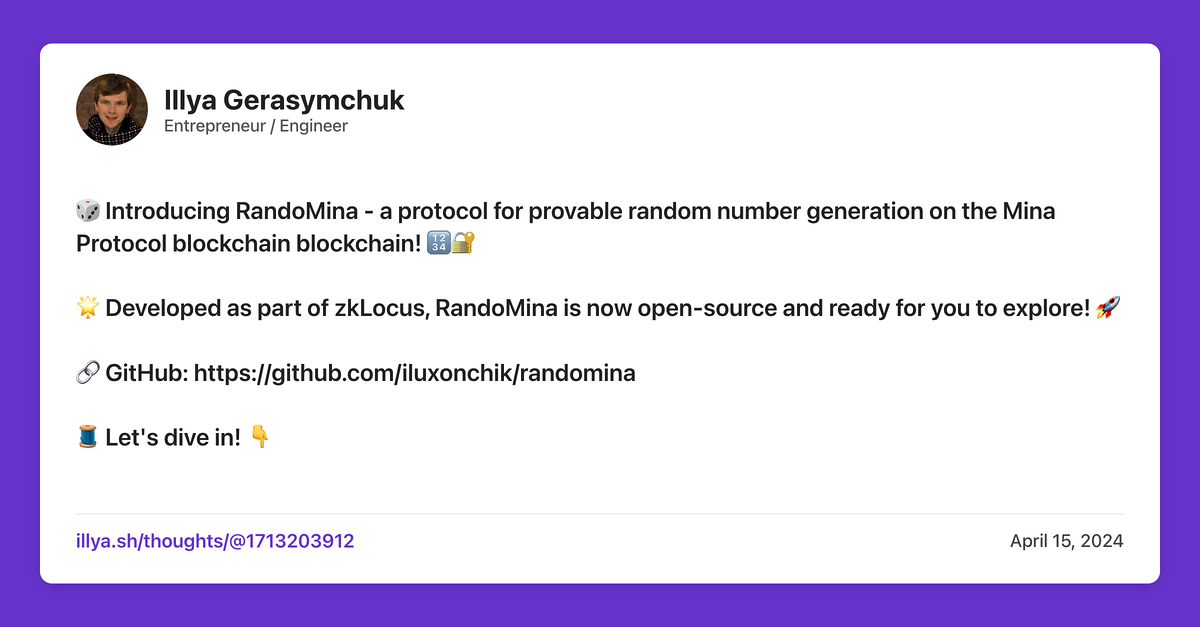 Illya Gerasymchuk
Entrepreneur / Engineer
🎲 Introducing RandoMina - a protocol for provable random number generation on the Mina
Protocol blockchain blockchain! 🔢🔐
🌟 Developed as part of zkLocus, RandoMina is now open-source and ready for you to explore! 🚀
🔗 GitHub: https://github.com/iluxonchik/randomina
🧵 Let's dive in! 👇
illya.sh/thoughts/@1713203912
April 15, 2024